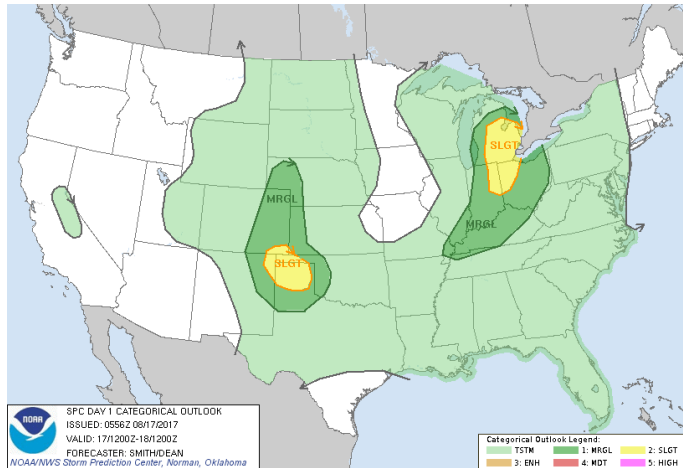 SLGT
MRGL
MRGL
SLGT
NOAA
SPC DAY 1 CATEGORICAL OUTLOOK
ISSUED: 0556Z 08/17/2017
VALID: 17/1200Z-18/1200Z
FORECASTER: SMITH/DEAN
NOAA/NWS Storm Prediction Center, Norman, Oklahoma
Categorical Outlook Legend:
TSTM 1: MRGL 2: SLGT
3: ENH 4: MDT 5: HIGH